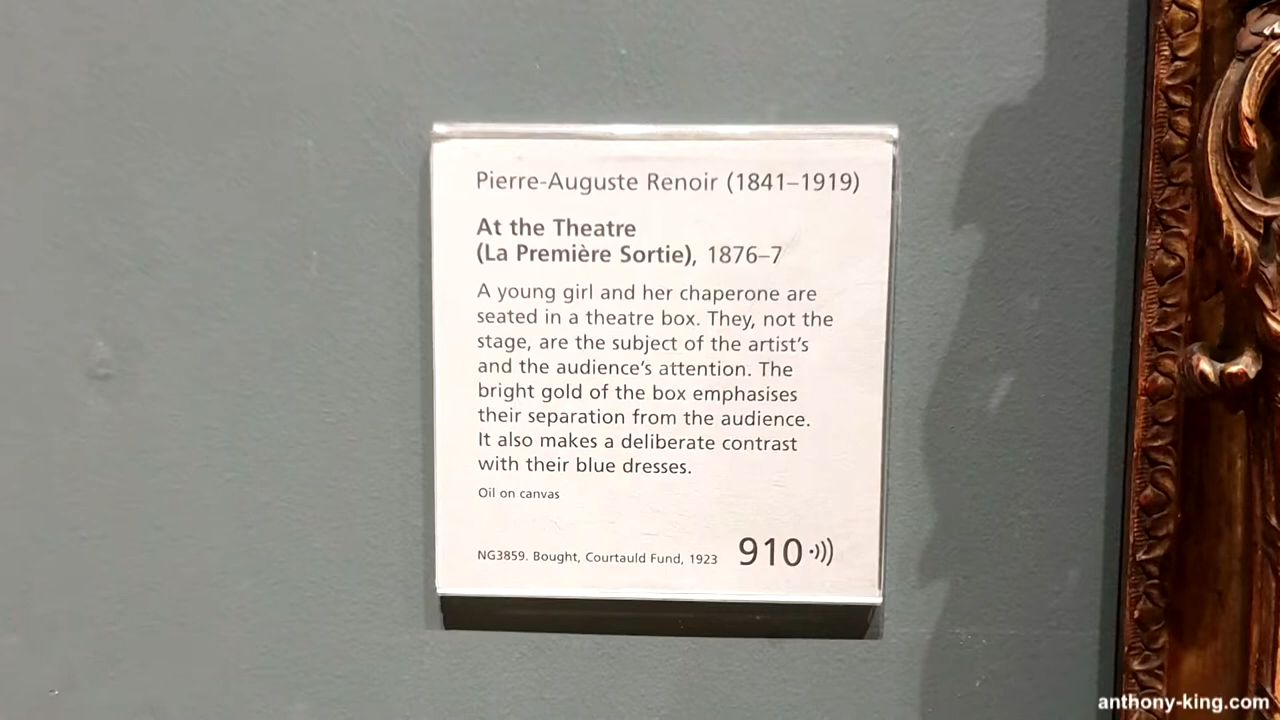 Pierre-Auguste Renoir (1841–1919)
At the Theatre
(La Première Sortie), 1876–7
A young girl and her chaperone are
seated in a theatre box. They, not the
stage, are the subject of the artist's
and the audience's attention. The
bright gold of the box emphasises
their separation from the audience.
It also makes a deliberate contrast
with their blue dresses.
Oil on canvas
NG3859. Bought, Courtauld Fund, 1923 910
anthony-king.com